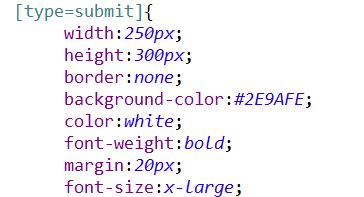 [type=submit]{
width:250px;
height:300px;
border:none;
background-color:#2E9AFE;
color:white;
font-weight:bold;
margin:20px;
font-size:x-large;